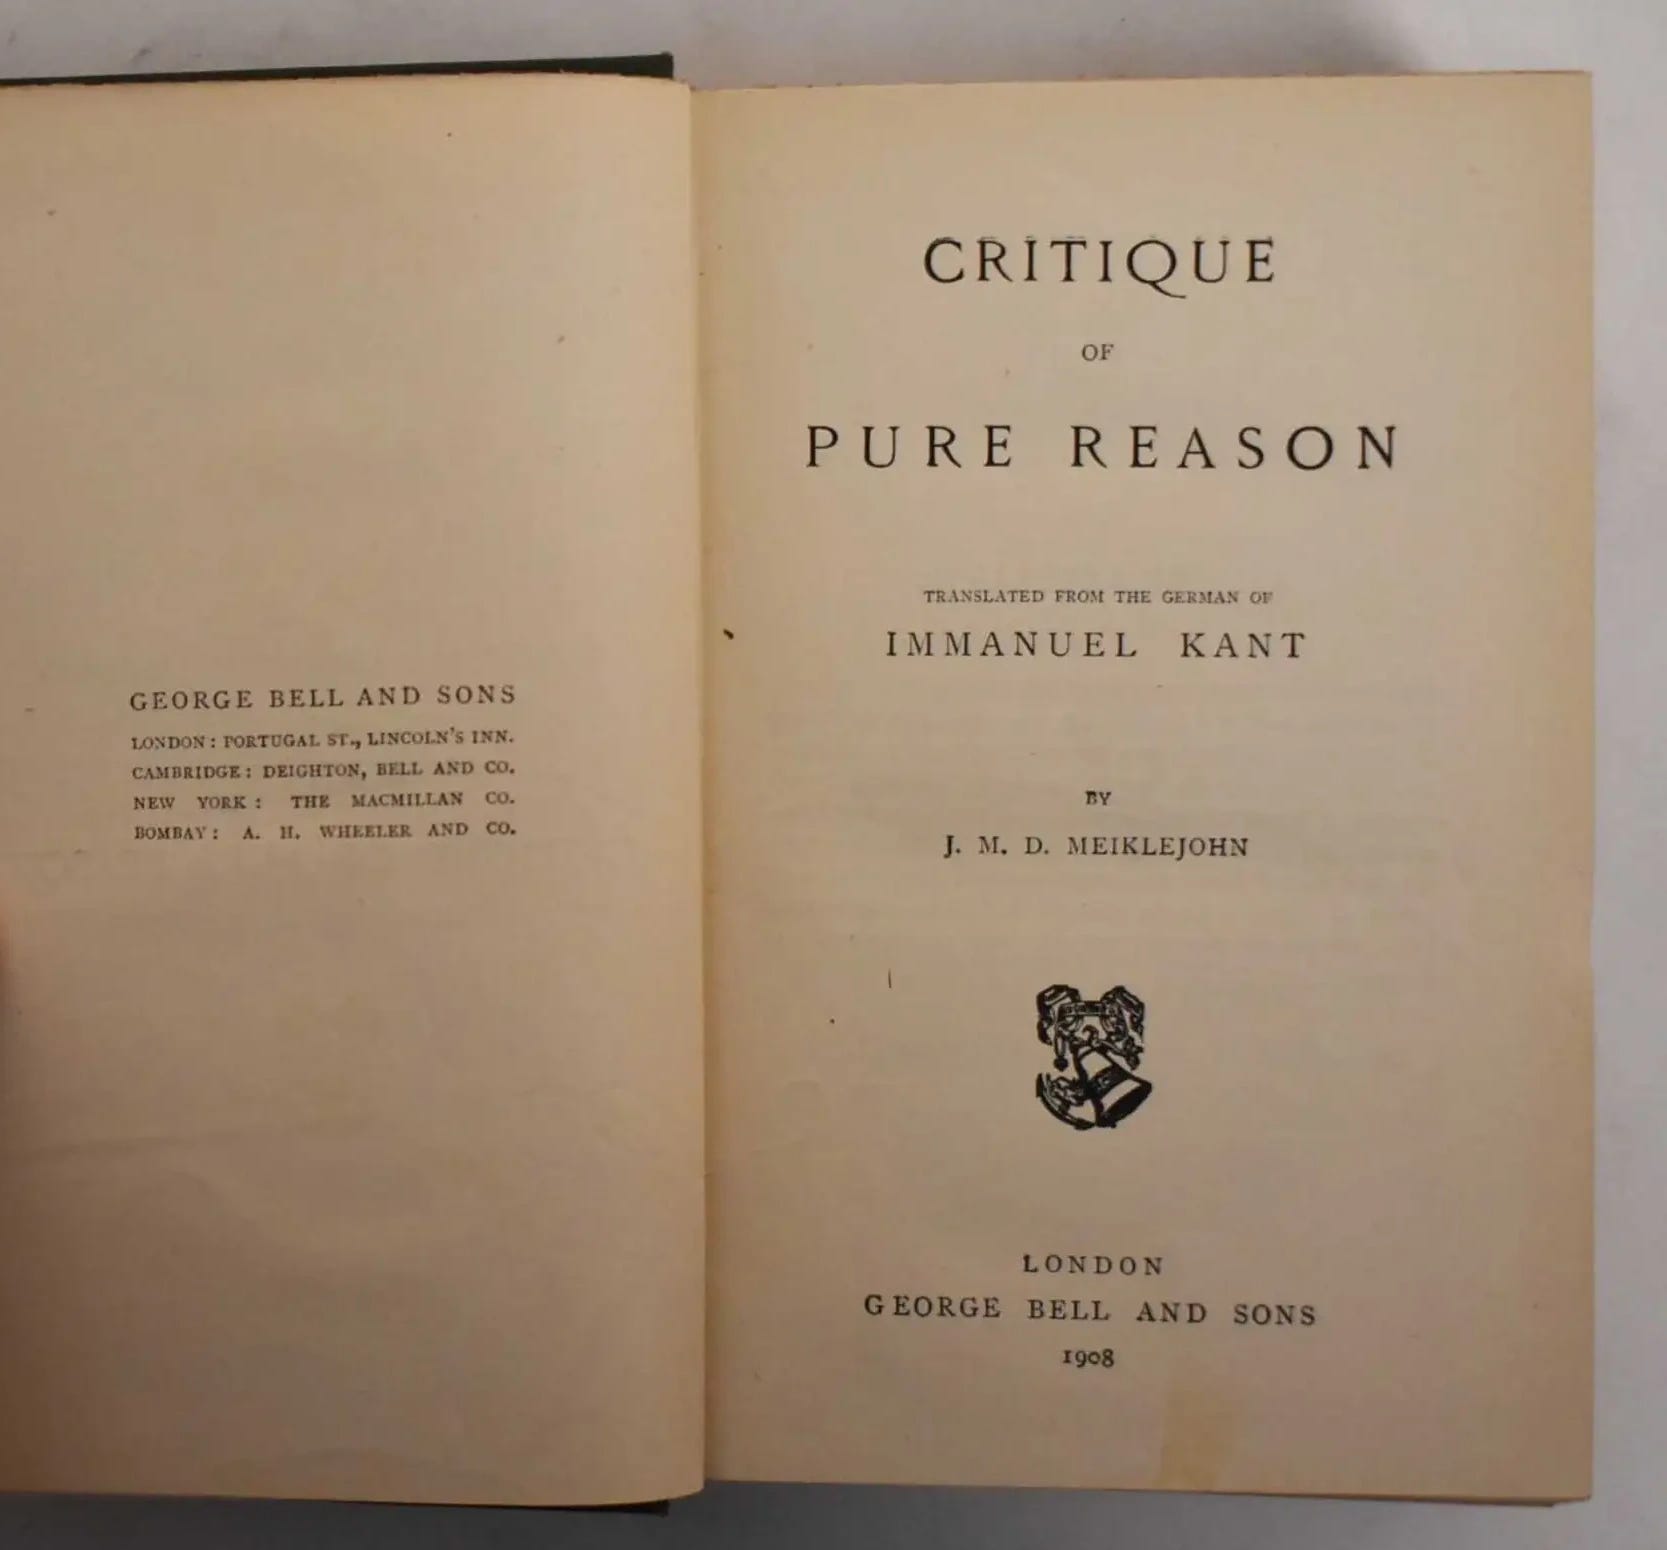 GEORGE BELL AND SONS
LONDON: PORTUGAL ST., LINCOLN'S INN.
CAMBRIDGE: DEIGHTON, BELL AND CO.
NEW YORK: THE MACMILLAN CO.
BOMBAY: A. H. WHEELER AND CO.
CRITIQUE
OF
PURE REASON
TRANSLATED FROM THE GERMAN OF
IMMANUEL KANT
BY
J. M. D. MEIKLEJOHN
LONDON
GEORGE BELL AND SONS
1908